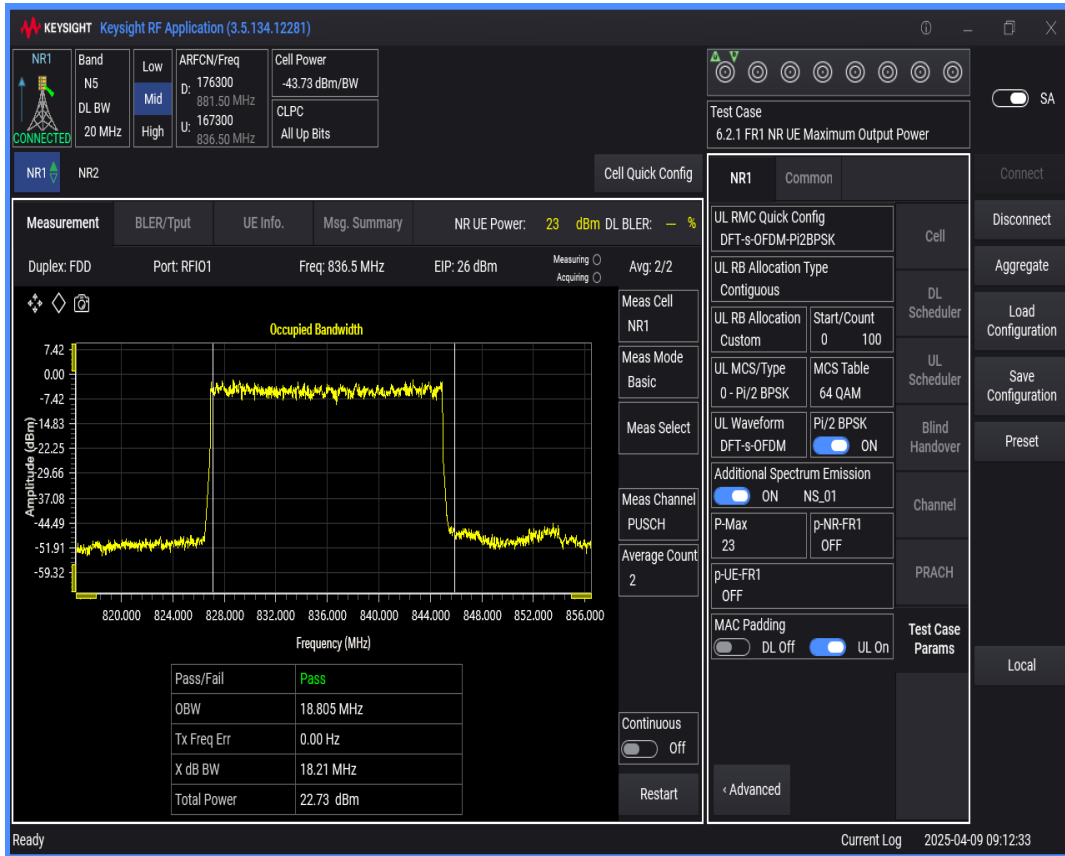 KEYSIGHT Keysight RF Application (3.5.134.12281)
NR1
CONNECTED
Band
N5
DL BW
20 MHz
Low
Mid
High
ARFCN/Freq
D: 176300
881.50 MHz
U: 167300
836.50 MHz
Cell Power
-43.73 dBm/BW
CLPC
All Up Bits
Test Case
6.2.1 FR1 NR UE Maximum Output Power
SA
NR1 NR2
Cell Quick Config
Measurement BLER/Tput UE Info. Msg. Summary NR UE Power: 23 dBm DL BLER: — %
Duplex: FDD Port: RFIO1 Freq: 836.5 MHz EIP: 26 dBm Measuring Avg: 2/2
Acquiring
Occupied Bandwidth
7.42
0.00
-7.42
-14.83
-22.25
-29.66
-37.08
-44.49
-51.91
-59.32
Amplitude (dBm)
820.000 824.000 828.000 832.000 836.000 840.000 844.000 848.000 852.000 856.000
Frequency (MHz)
Pass/Fail Pass
OBW 18.805 MHz
Tx Freq Err 0.00 Hz
X dB BW 18.21 MHz
Total Power 22.73 dBm
Meas Cell
NR1
Meas Mode
Basic
Meas Select
Meas Channel
PUSCH
Average Count
2
Continuous
Off
Restart
NR1 Common
UL RMC Quick Config
DFT-s-OFDM-Pi2BPSK
UL RB Allocation Type
Contiguous
UL RB Allocation
Custom
Start/Count
0 100
UL MCS/Type
0 - Pi/2 BPSK
MCS Table
64 QAM
UL Waveform
DFT-s-OFDM
Pi/2 BPSK
ON
Additional Spectrum Emission
ON NS_01
P-Max
23
p-NR-FR1
OFF
p-UE-FR1
OFF
MAC Padding
DL Off UL On
‹ Advanced
Cell
DL
Scheduler
UL
Scheduler
Blind
Handover
Channel
PRACH
Test Case
Params
Connect
Disconnect
Aggregate
Load
Configuration
Save
Configuration
Preset
Local
Ready
Current Log 2025-04-09 09:12:33